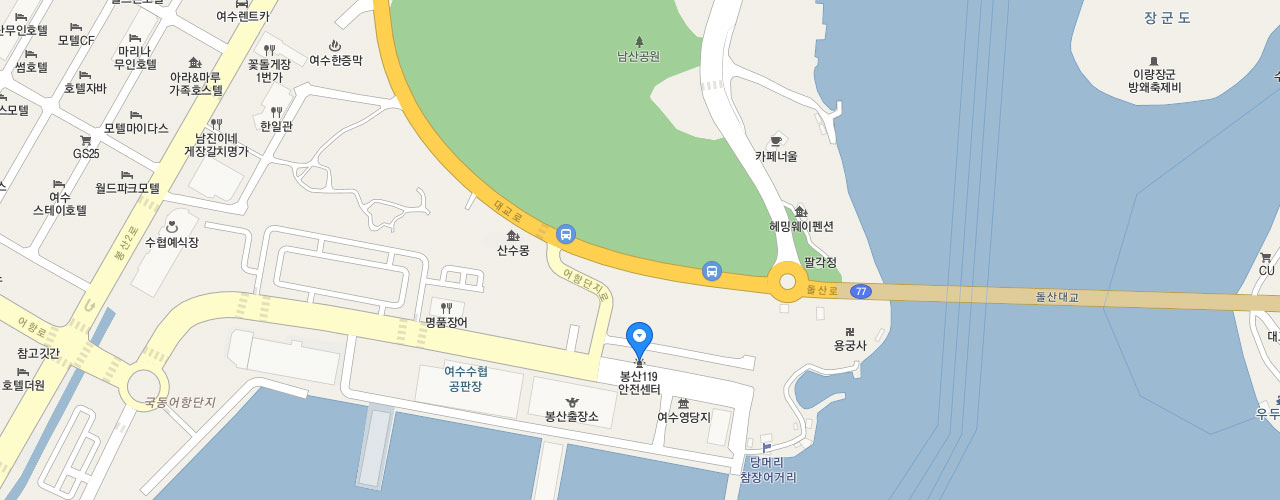 여수렌트카
무인호텔
모텔CF
썸호텔
마리나
무인호텔
호텔자바
아라&마루
가족호스텔
꽃돌게장
1번가
여수한증막
한일관
모텔마이다스
GS25
남진이네
게장갈치명가
월드파크모텔
여수
스테이호텔
수협예식장
봉산2로
어항로
참고깃간
호텔더원
국동어항단지
명품장어
여수수협
공판장
봉산출장소
봉산119
안전센터
여수영당지
당머리
참장어거리
산수몽
대교로
어항단지로
남산공원
카페너울
헤밍웨이펜션
팔각정
돌산로
77
돌산대교
용궁사
장군도
이량장군
방왜축제비
CU